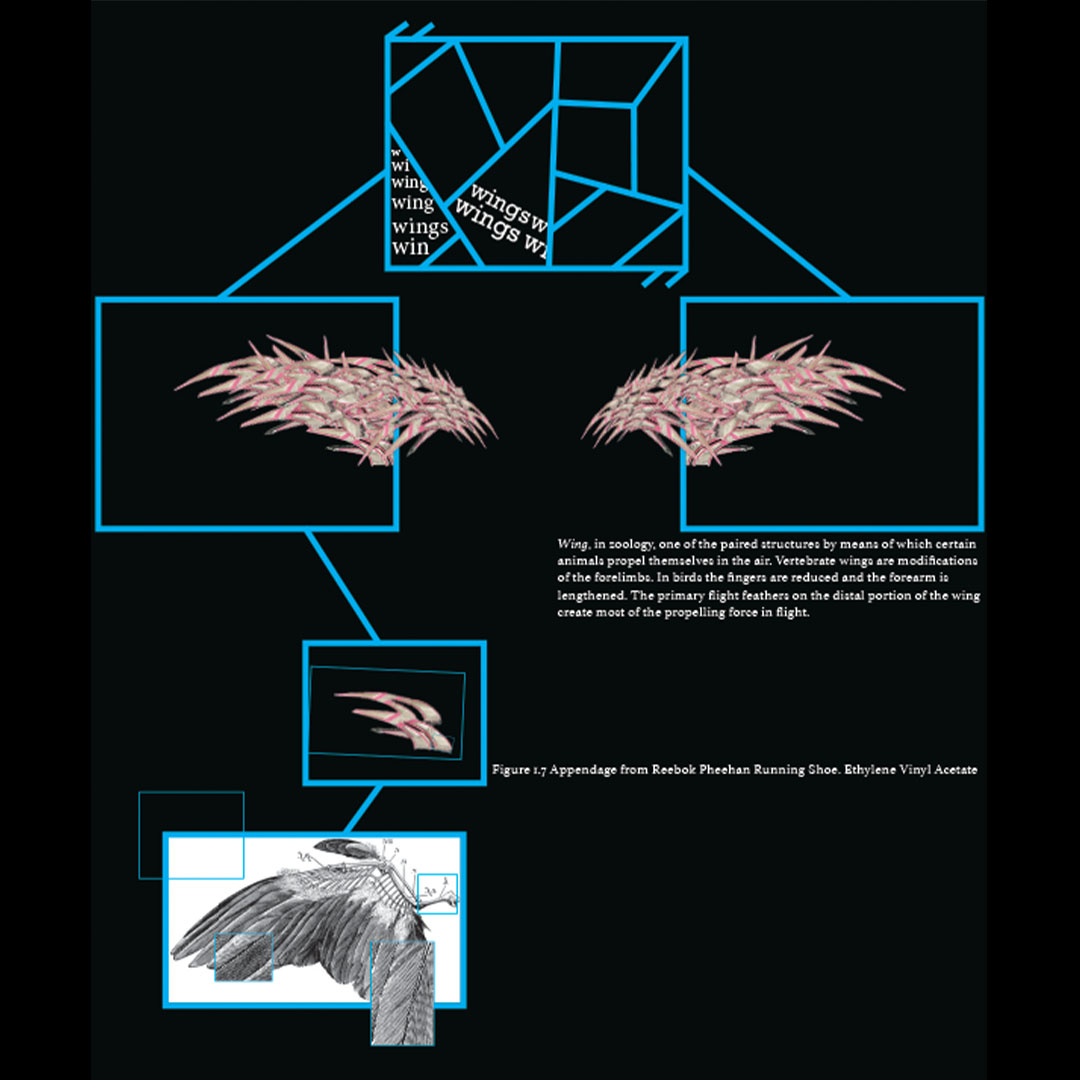 w
wi
wing
wing
wings
win
wingsw
wings wi
Wing, in zoology, one of the paired structures by means of which certain
animals propel themselves in the air. Vertebrate wings are modifications
of the forelimbs. In birds the fingers are reduced and the forearm is
lengthened. The primary flight feathers on the distal portion of the wing
create most of the propelling force in flight.
Figure 1.7 Appendage from Reebok Pheehan Running Shoe. Ethylene Vinyl Acetate